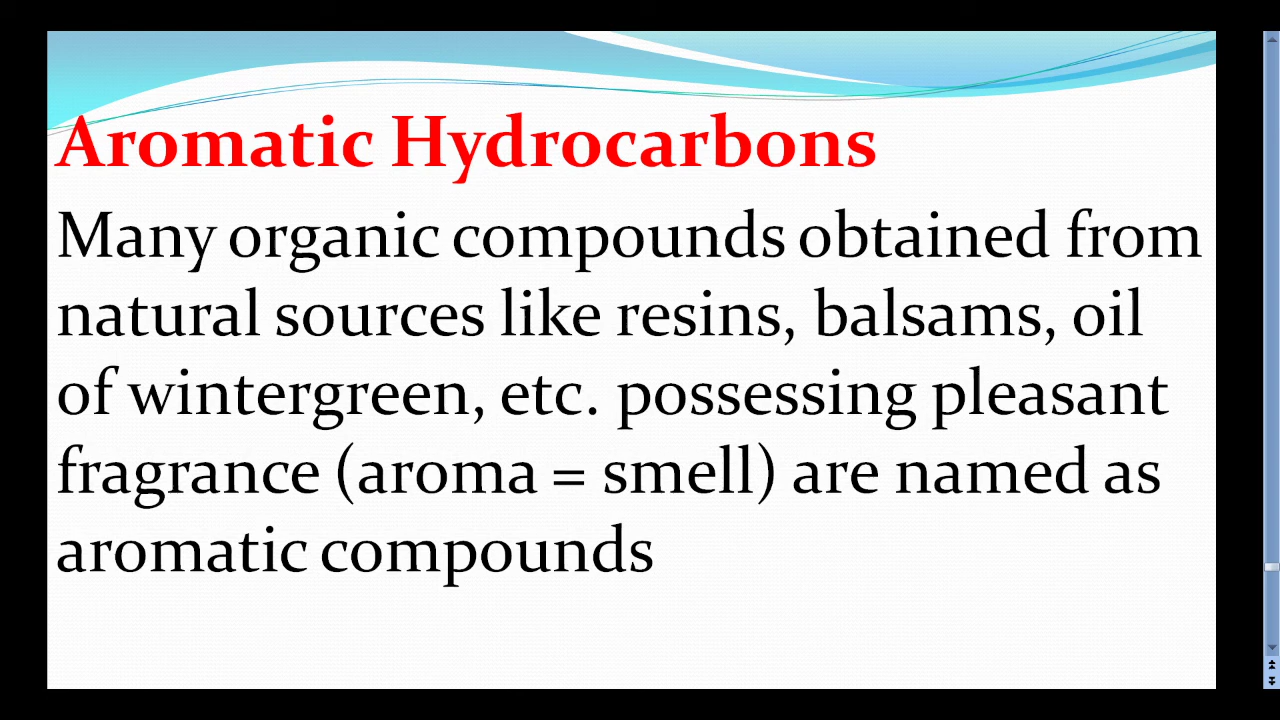 Aromatic Hydrocarbons
Many organic compounds obtained from
natural sources like resins, balsams, oil
of wintergreen, etc. possessing pleasant
fragrance (aroma = smell) are named as
aromatic compounds